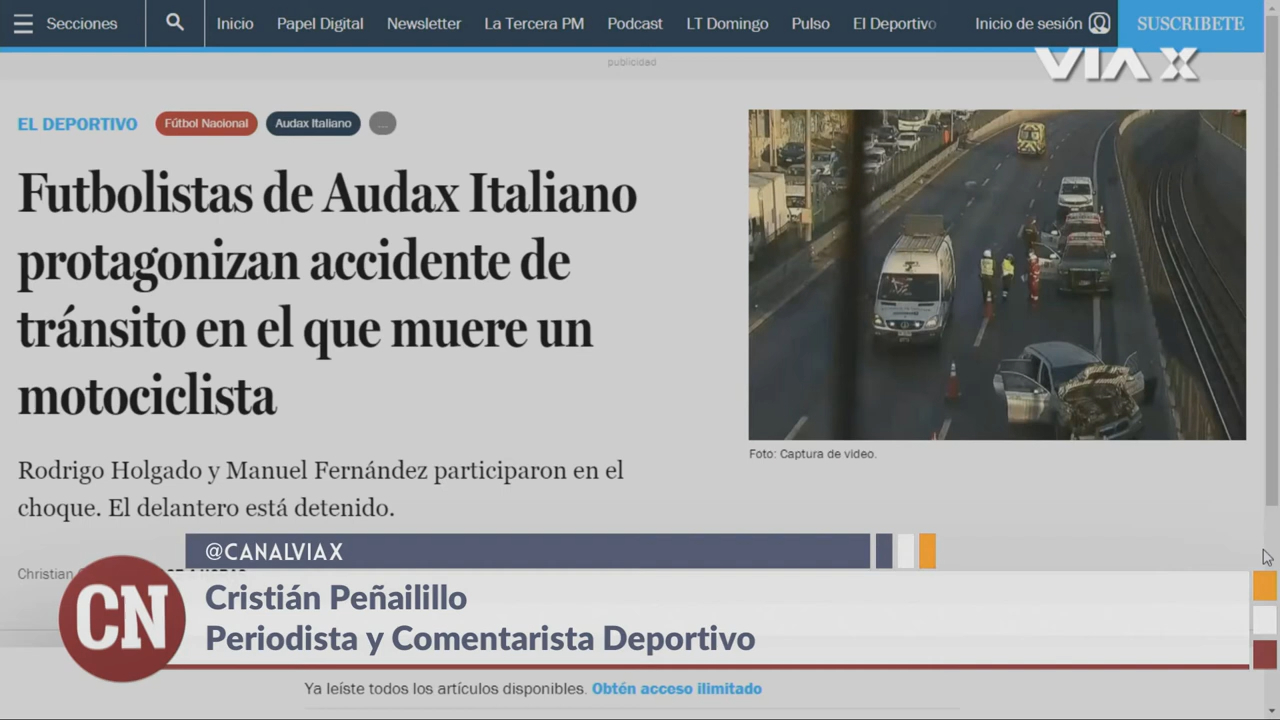 Secciones
Inicio
Papel Digital
Newsletter
La Tercera PM
Podcast
LT Domingo
Pulso
El Deportivo
Inicio de sesión
SUSCRIBETE
VIA X
publicidad
EL DEPORTIVO
Fútbol Nacional
Audax Italiano
...
Futbolistas de Audax Italiano
protagonizan accidente de
tránsito en el que muere un
motociclista
Foto: Captura de video.
Rodrigo Holgado y Manuel Fernández participaron en el
choque. El delantero está detenido.
Christian
@CANALVIAX
CN
Cristián Peñailillo
Periodista y Comentarista Deportivo
Ya leíste todos los artículos disponibles. Obtén acceso ilimitado